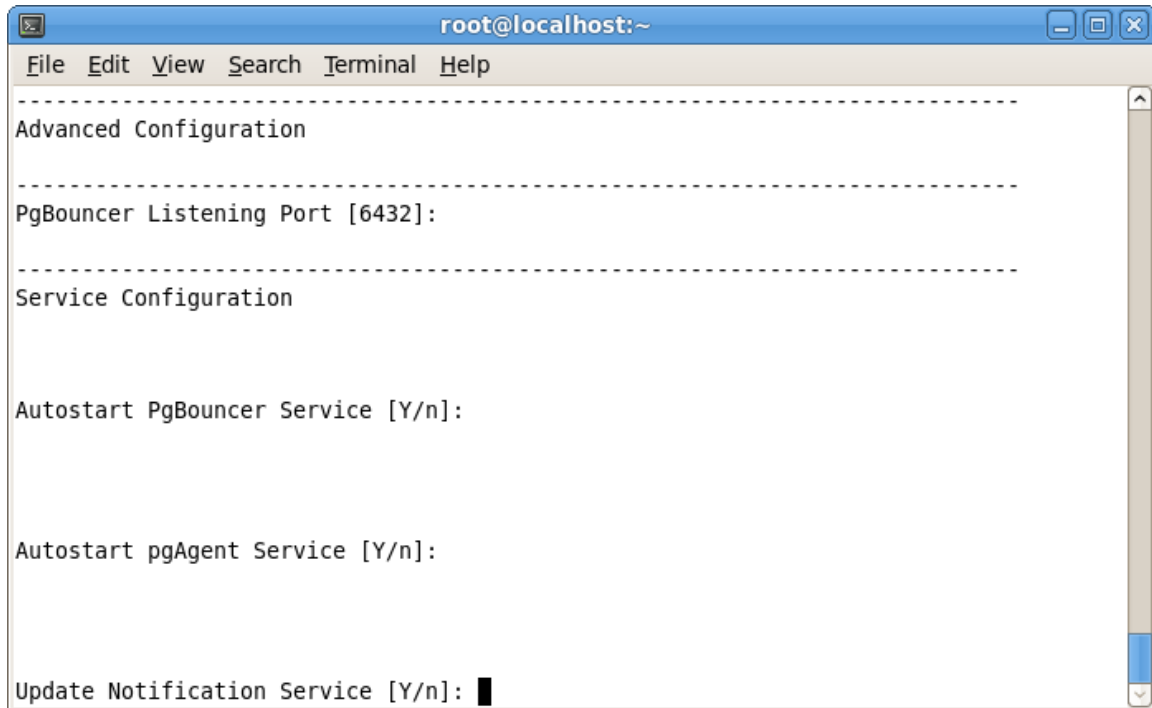 root@localhost:~
File Edit View Search Terminal Help
-----------------------------------------------------------------------------
Advanced Configuration
-----------------------------------------------------------------------------
PgBouncer Listening Port [6432]:
-----------------------------------------------------------------------------
Service Configuration
Autostart PgBouncer Service [Y/n]:
Autostart pgAgent Service [Y/n]:
Update Notification Service [Y/n]: